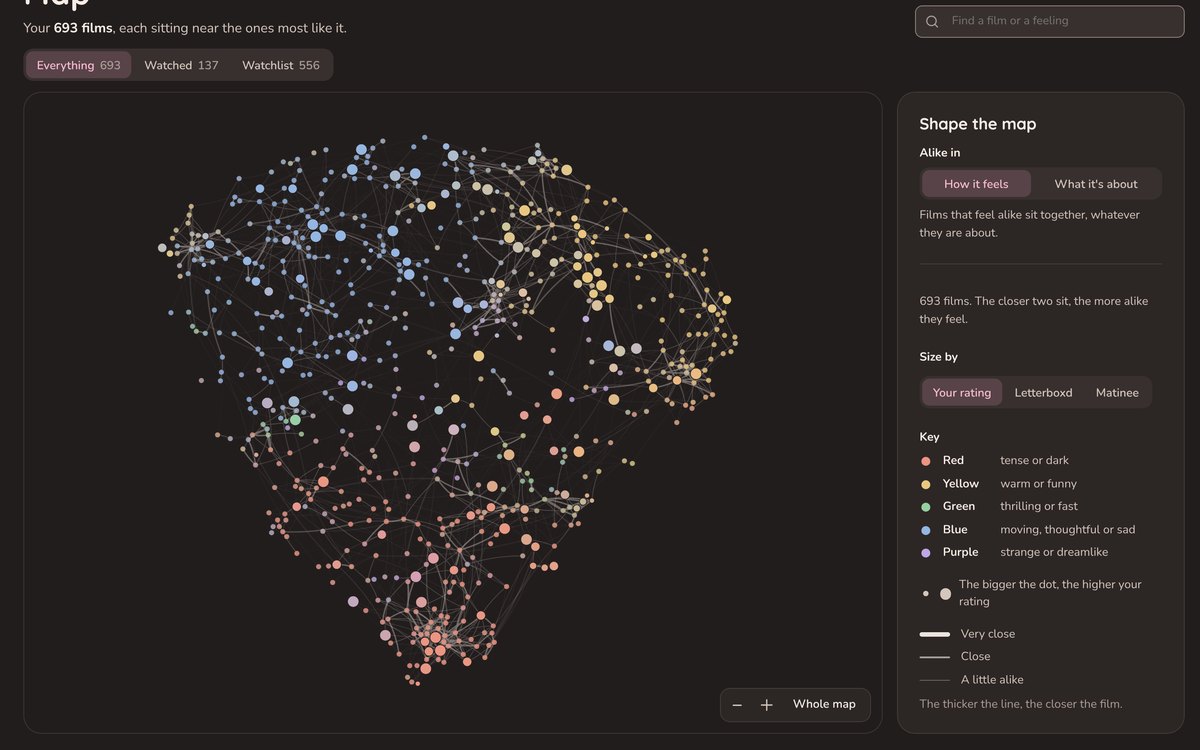 Map
Your 693 films, each sitting near the ones most like it.
Find a film or a feeling
Everything 693
Watched 137
Watchlist 556
Shape the map
Alike in
How it feels
What it's about
Films that feel alike sit together, whatever
they are about.
693 films. The closer two sit, the more alike
they feel.
Size by
Your rating
Letterboxd
Matinee
Key
Red tense or dark
Yellow warm or funny
Green thrilling or fast
Blue moving, thoughtful or sad
Purple strange or dreamlike
The bigger the dot, the higher your
rating
Very close
Close
A little alike
The thicker the line, the closer the film.
− + Whole map